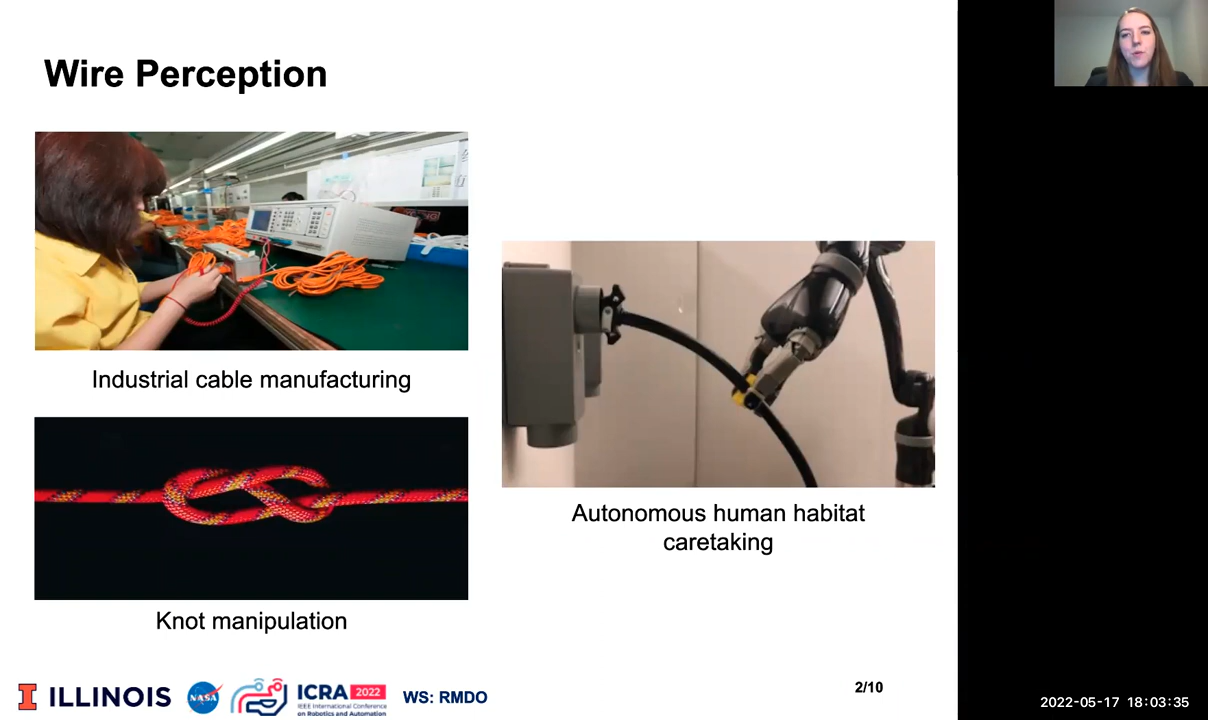 Wire Perception
Industrial cable manufacturing
Knot manipulation
Autonomous human habitat
caretaking
ILLINOIS
NASA
ICRA 2022
IEEE International Conference
on Robotics and Automation
WS: RMDO
2/10
2022-05-17 18:03:35